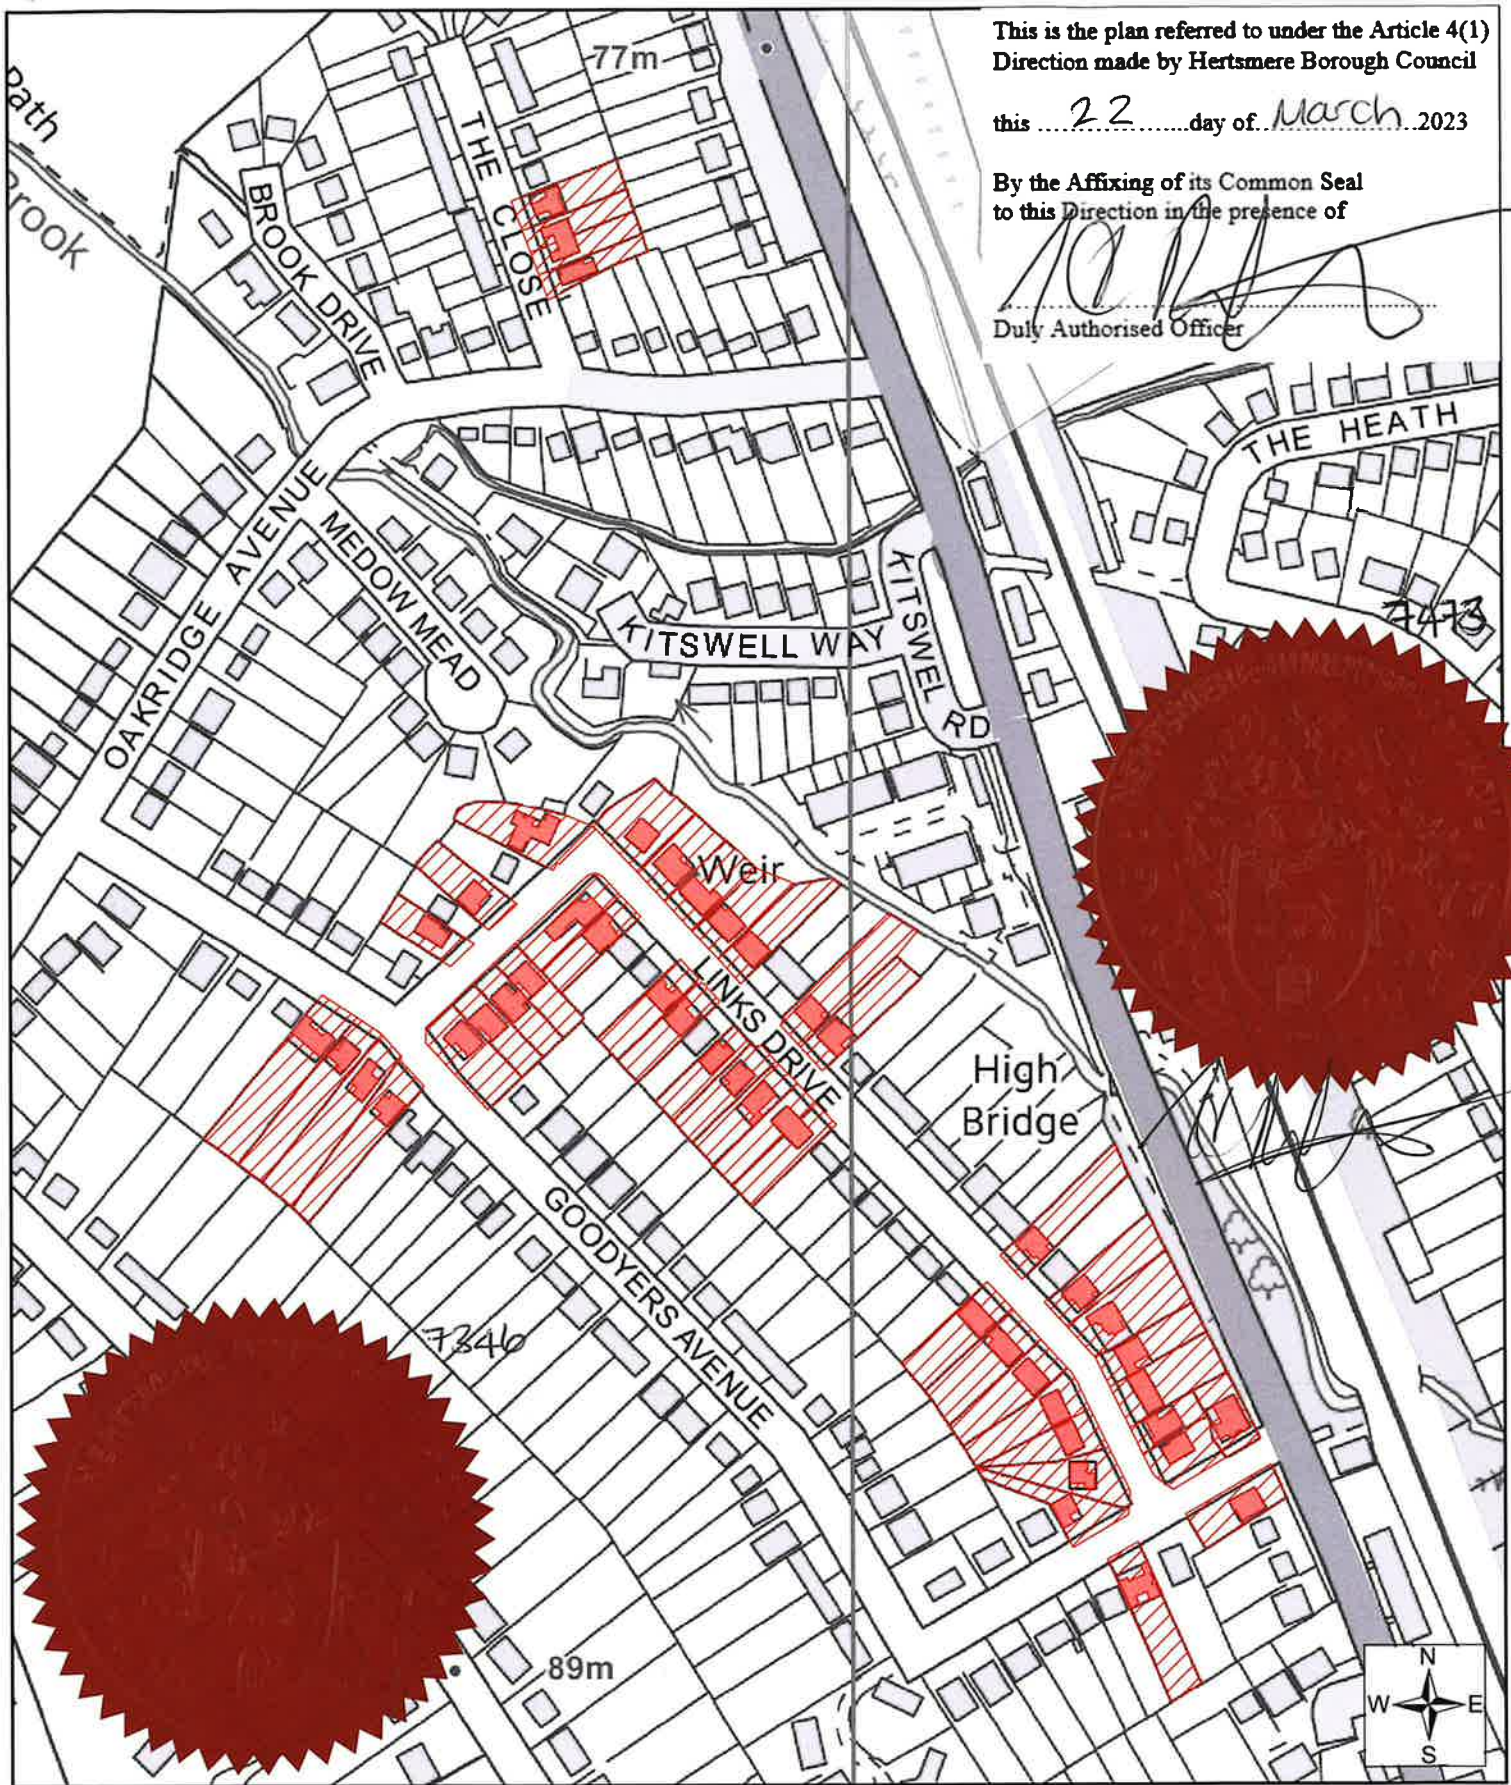 This is the plan referred to under the Article 4(1)
Direction made by Hertsmere Borough Council
this 22 day of March 2023
By the Affixing of its Common Seal
to this Direction in the presence of
Duly Authorised Officer
77m
Path
Brook
THE CLOSE
BROOK DRIVE
THE HEATH
OAKRIDGE AVENUE
MEDOW MEAD
KITSWELL WAY
KITSWEL RD
7473
Weir
LINKS DRIVE
High
Bridge
GOODYERS AVENUE
7346
89m
N
W E
S